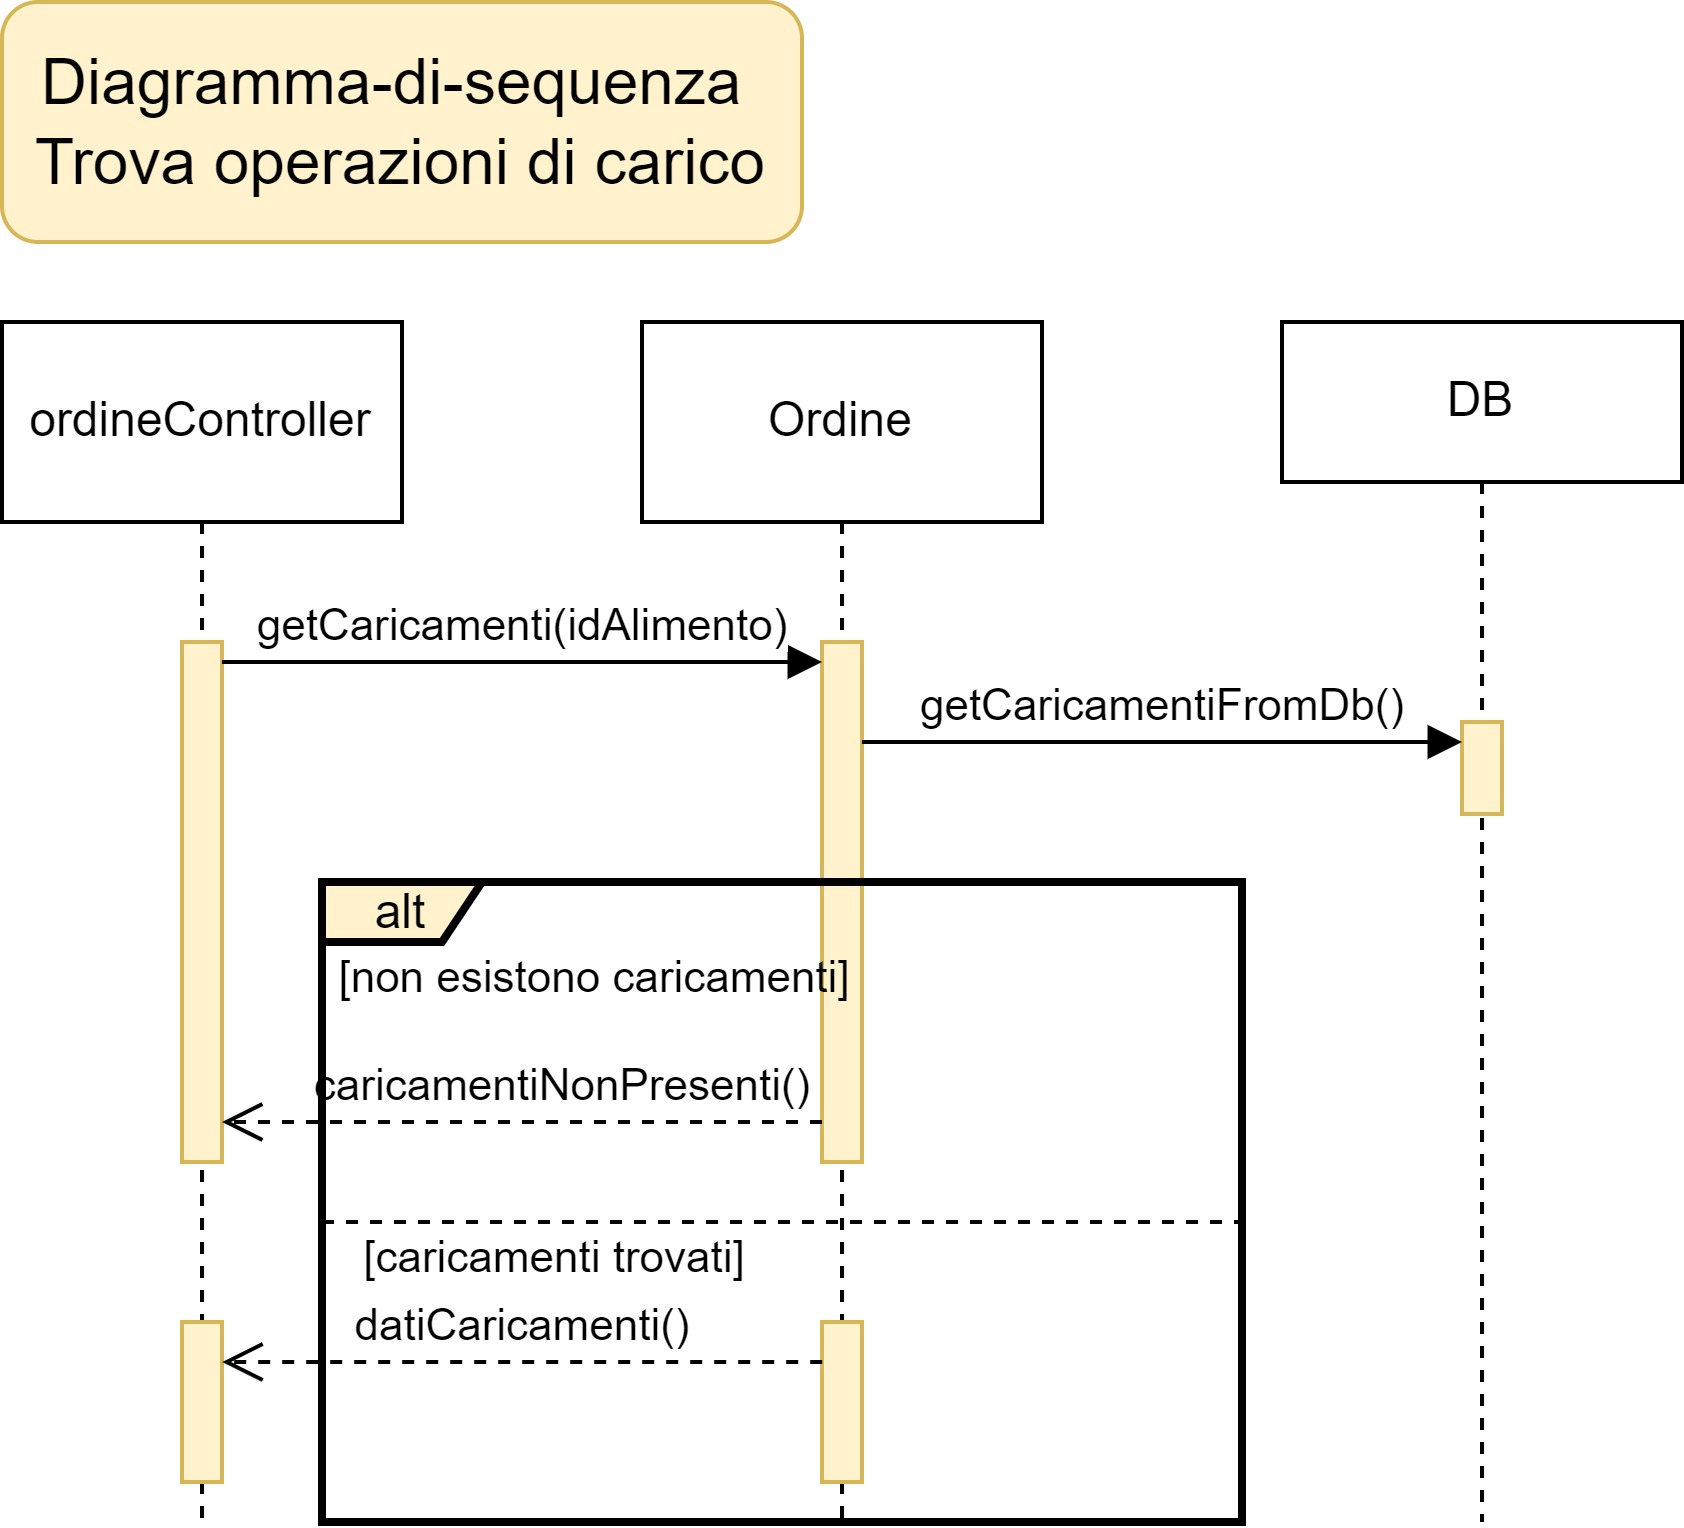 Diagramma-di-sequenza
Trova operazioni di carico
ordineController
Ordine
DB
getCaricamenti(idAlimento)
getCaricamentiFromDb()
alt
[non esistono caricamenti]
caricamentiNonPresenti()
[caricamenti trovati]
datiCaricamenti()